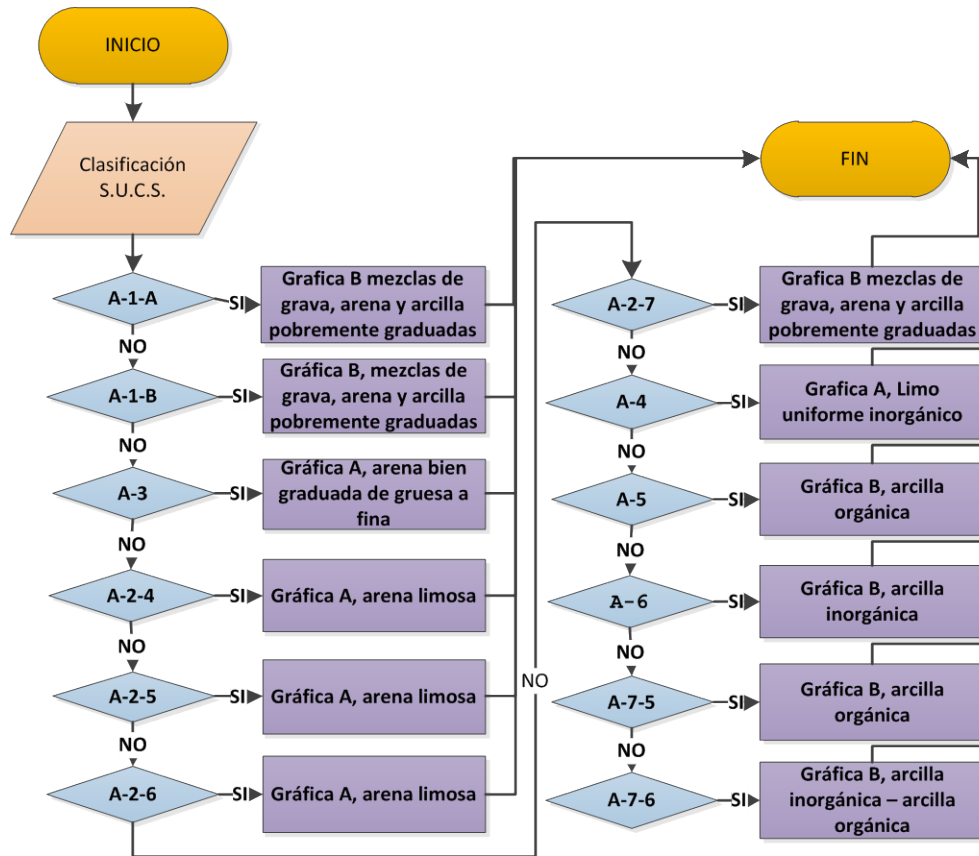 INICIO
Clasificación
S.U.C.S.
A-1-A
SI
Grafica B mezclas de
grava, arena y arcilla
pobremente graduadas
NO
A-1-B
SI
Gráfica B, mezclas de
grava, arena y arcilla
pobremente graduadas
NO
A-3
SI
Gráfica A, arena bien
graduada de gruesa a
fina
NO
A-2-4
SI
Gráfica A, arena limosa
NO
A-2-5
SI
Gráfica A, arena limosa
NO
A-2-6
SI
Gráfica A, arena limosa
NO
FIN
A-2-7
SI
Grafica B mezclas de
grava, arena y arcilla
pobremente graduadas
NO
A-4
SI
Grafica A, Limo
uniforme inorgánico
NO
A-5
SI
Gráfica B, arcilla
orgánica
NO
A-6
SI
Gráfica B, arcilla
inorgánica
NO
A-7-5
SI
Gráfica B, arcilla
orgánica
NO
A-7-6
SI
Gráfica B, arcilla
inorgánica – arcilla
orgánica